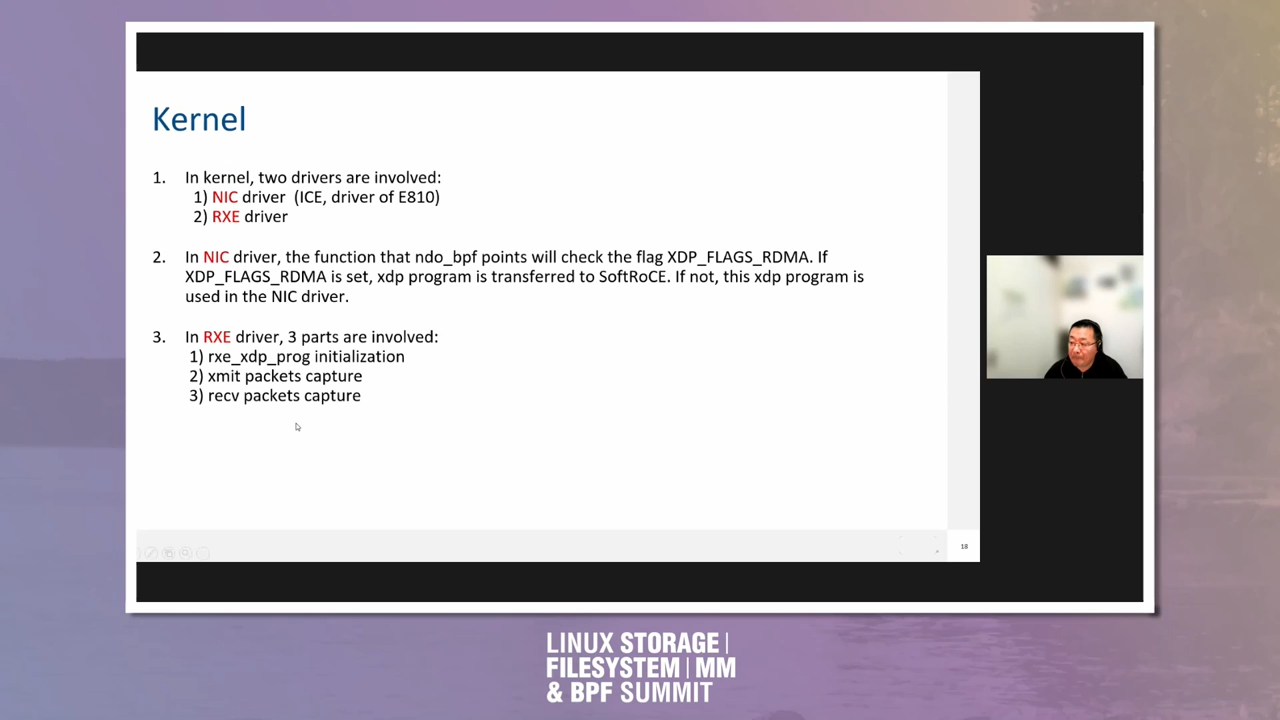 Kernel
1. In kernel, two drivers are involved:
1) NIC driver (ICE, driver of E810)
2) RXE driver
2. In NIC driver, the function that ndo_bpf points will check the flag XDP_FLAGS_RDMA. If
XDP_FLAGS_RDMA is set, xdp program is transferred to SoftRoCE. If not, this xdp program is
used in the NIC driver.
3. In RXE driver, 3 parts are involved:
1) rxe_xdp_prog initialization
2) xmit packets capture
3) recv packets capture
18
LINUX STORAGE |
FILESYSTEM | MM
& BPF SUMMIT